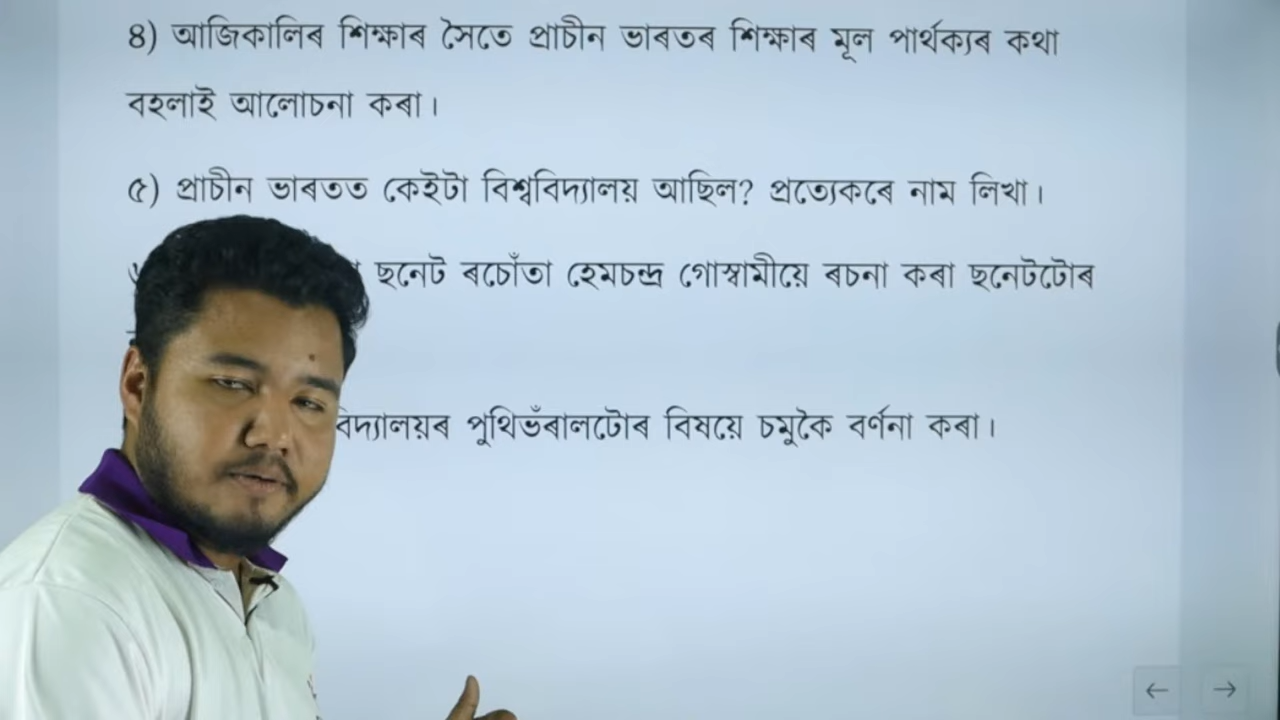 ৪) আজিকালিৰ শিক্ষাৰ সৈতে প্ৰাচীন ভাৰতৰ শিক্ষাৰ মূল পাৰ্থক্যৰ কথা
বহলাই আলোচনা কৰা।
৫) প্ৰাচীন ভাৰতত কেইটা বিশ্ববিদ্যালয় আছিল? প্ৰত্যেকৰে নাম লিখা।
ছনেট ৰচোঁতা হেমচন্দ্ৰ গোস্বামীয়ে ৰচনা কৰা ছনেটটোৰ
পুথিভঁৰালটোৰ বিষয়ে চমুকৈ বৰ্ণনা কৰা।